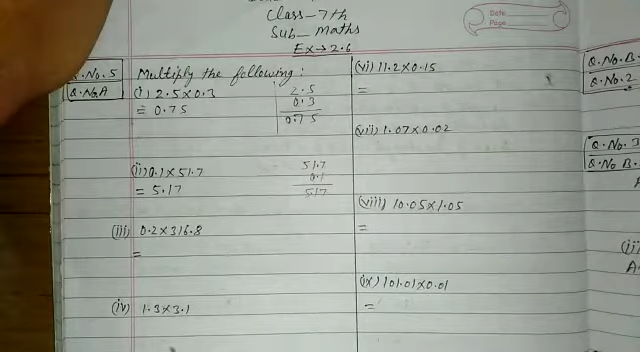 Class-7th
Sub- Maths
Ex→2.6
Date
Page
Q.No.5
Q.No.A
Multiply the following:
(i) 2.5×0.3
= 0.75
2.5
0.3
0.75
(ii) 0.1×51.7
= 5.17
51.7
0.1
517
(iii) 0.2×316.8
=
(iv) 1.3×3.1
(vi) 11.2×0.15
=
(vii) 1.07×0.02
(viii) 10.05×1.05
=
(ix) 101.01×0.01
=
Q.No.B.
Q.No.2
Q.No.3
Q.No B.
(iii